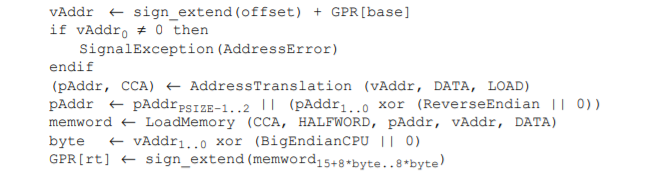 vAddr ← sign_extend(offset) + GPR[base]
if vAddr0 ≠ 0 then
SignalException(AddressError)
endif
(pAddr, CCA) ← AddressTranslation (vAddr, DATA, LOAD)
pAddr ← pAddrPSIZE-1..2 || (pAddr1..0 xor (ReverseEndian || 0))
memword ← LoadMemory (CCA, HALFWORD, pAddr, vAddr, DATA)
byte ← vAddr1..0 xor (BigEndianCPU || 0)
GPR[rt] ← sign_extend(memword15+8*byte..8*byte)